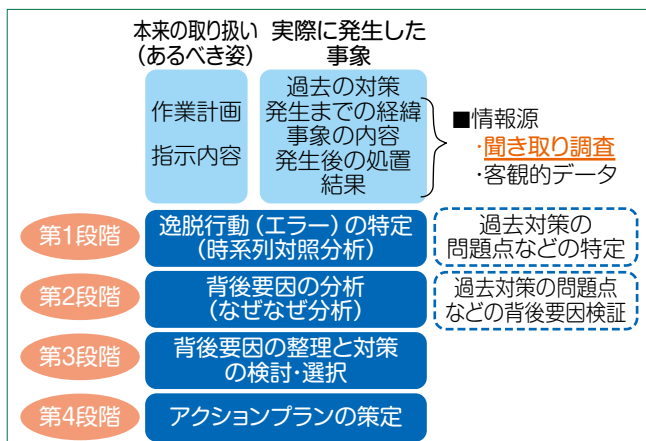 本来の取り扱い
(あるべき姿)
実際に発生した
事象
作業計画
指示内容
過去の対策
発生までの経緯
事象の内容
発生後の処置
結果
■情報源
・聞き取り調査
・客観的データ
第1段階
逸脱行動(エラー)の特定
(時系列対照分析)
過去対策の
問題点などの特定
第2段階
背後要因の分析
(なぜなぜ分析)
過去対策の問題点
などの背後要因検証
第3段階
背後要因の整理と対策
の検討・選択
第4段階
アクションプランの策定